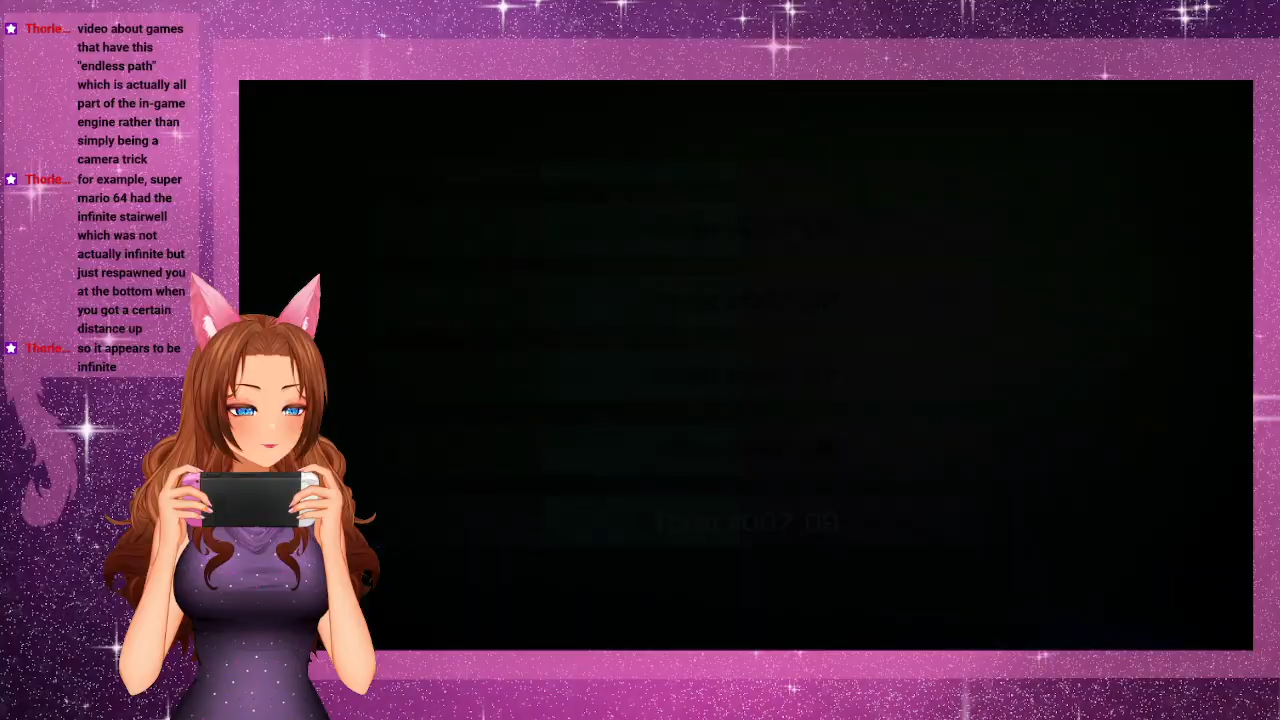 Thorle... video about games
that have this
"endless path"
which is actually all
part of the in-game
engine rather than
simply being a
camera trick
Thorle... for example, super
mario 64 had the
infinite stairwell
which was not
actually infinite but
just respawned you
at the bottom when
you got a certain
distance up
Thorle... so it appears to be
infinite